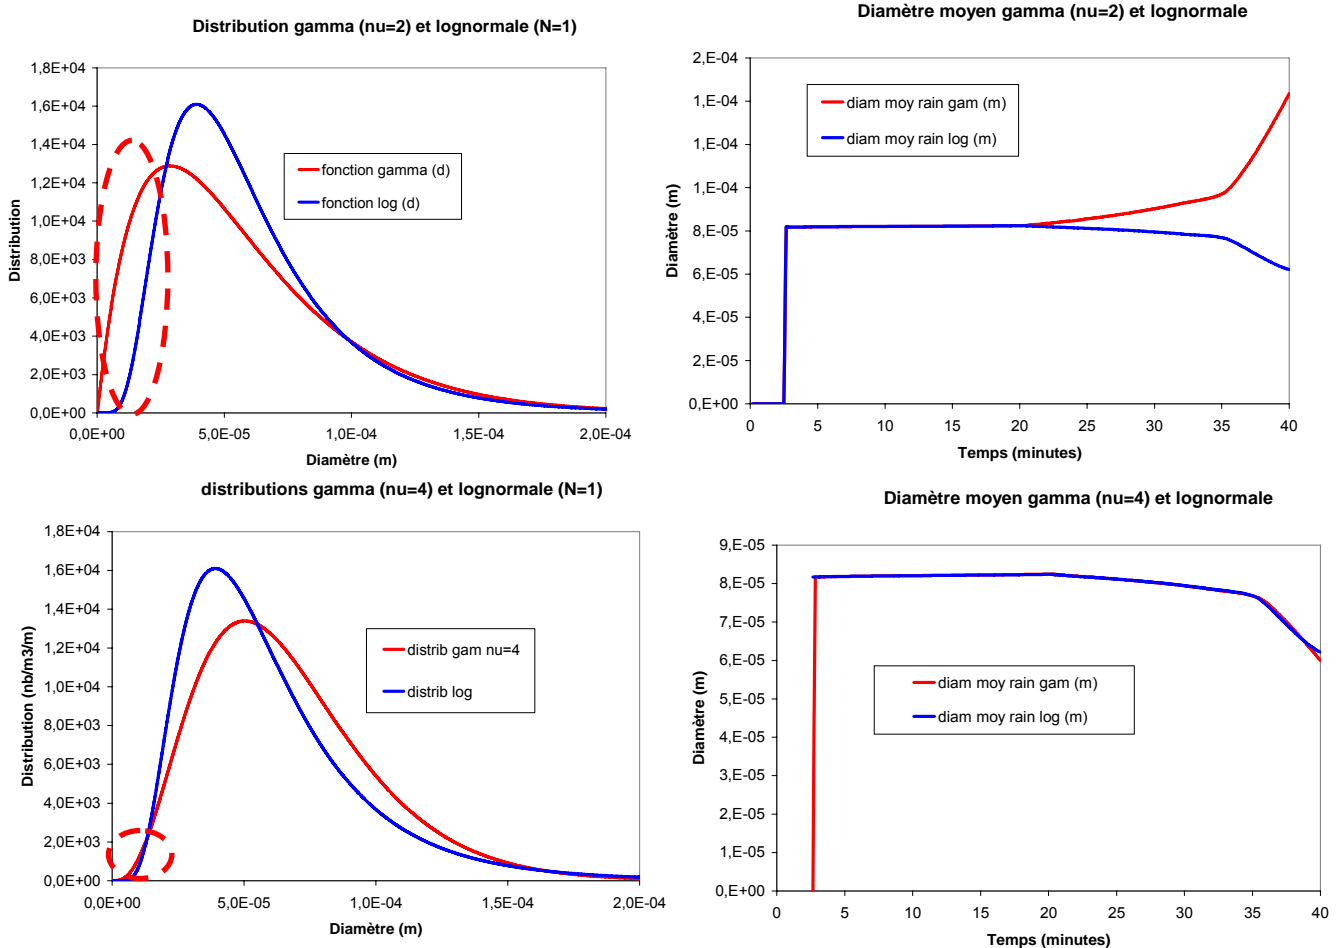 Distribution gamma (nu=2) et lognormale (N=1)
1,8E+04
1,6E+04
1,4E+04
1,2E+04
1,0E+04
8,0E+03
6,0E+03
4,0E+03
2,0E+03
0,0E+00
Distribution
fonction gamma (d)
fonction log (d)
0,0E+00 5,0E-05 1,0E-04 1,5E-04 2,0E-04
Diamètre (m)
Diamètre moyen gamma (nu=2) et lognormale
2,E-04
1,E-04
1,E-04
1,E-04
8,E-05
6,E-05
4,E-05
2,E-05
0,E+00
Diamètre (m)
diam moy rain gam (m)
diam moy rain log (m)
0 5 10 15 20 25 30 35 40
Temps (minutes)
distributions gamma (nu=4) et lognormale (N=1)
1,8E+04
1,6E+04
1,4E+04
1,2E+04
1,0E+04
8,0E+03
6,0E+03
4,0E+03
2,0E+03
0,0E+00
Distribution (nb/m3/m)
distrib gam nu=4
distrib log
0,0E+00 5,0E-05 1,0E-04 1,5E-04 2,0E-04
Diamètre (m)
Diamètre moyen gamma (nu=4) et lognormale
9,E-05
8,E-05
7,E-05
6,E-05
5,E-05
4,E-05
3,E-05
2,E-05
1,E-05
0,E+00
Diamètre (m)
diam moy rain gam (m)
diam moy rain log (m)
0 5 10 15 20 25 30 35 40
Temps (minutes)